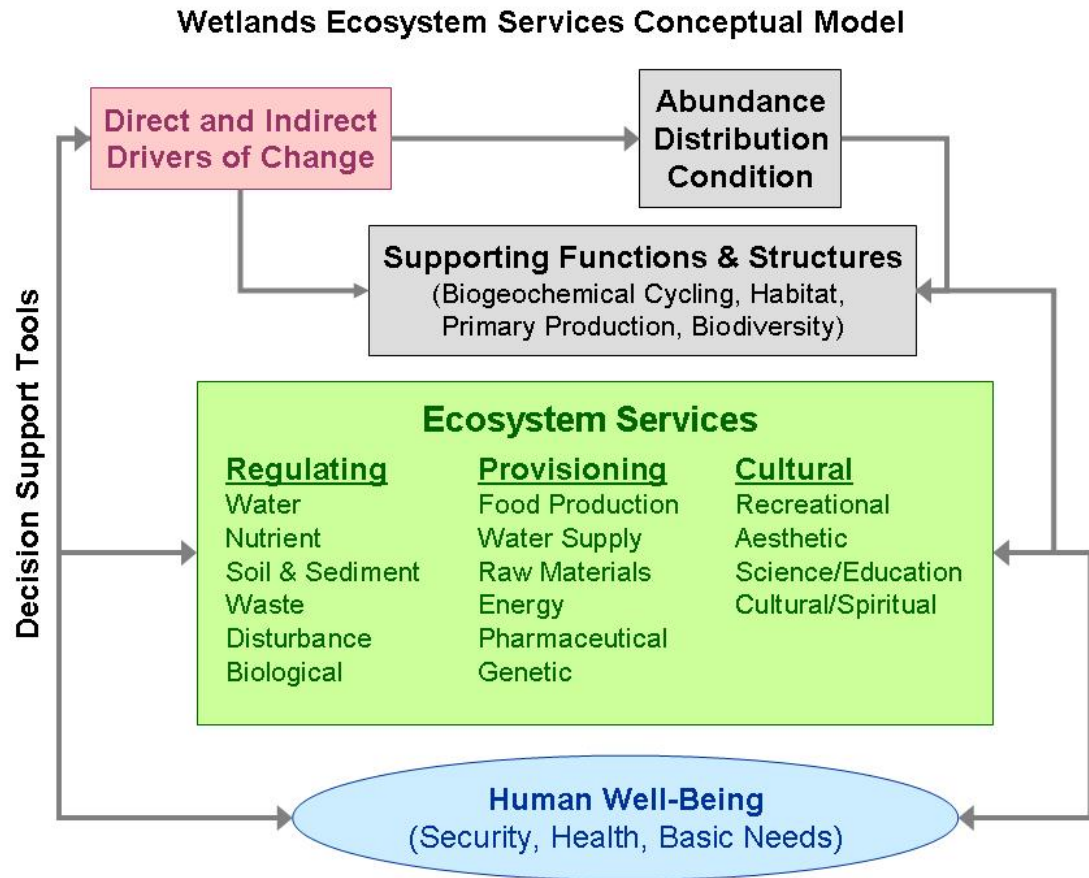 Wetlands Ecosystem Services Conceptual Model
Direct and Indirect
Drivers of Change
Abundance
Distribution
Condition
Supporting Functions & Structures
(Biogeochemical Cycling, Habitat,
Primary Production, Biodiversity)
Decision Support Tools
Ecosystem Services
Regulating
Water
Nutrient
Soil & Sediment
Waste
Disturbance
Biological
Provisioning
Food Production
Water Supply
Raw Materials
Energy
Pharmaceutical
Genetic
Cultural
Recreational
Aesthetic
Science/Education
Cultural/Spiritual
Human Well-Being
(Security, Health, Basic Needs)